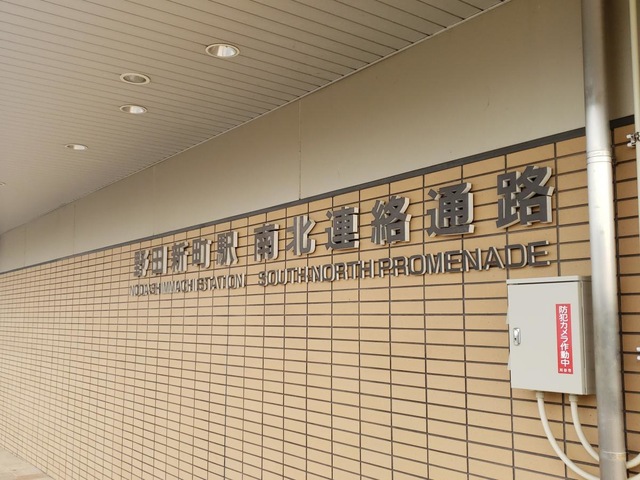 野田新町駅 南北連絡通路
NODASHIMMACHI STATION SOUTH-NORTH PROMENADE
防犯カメラ作動中